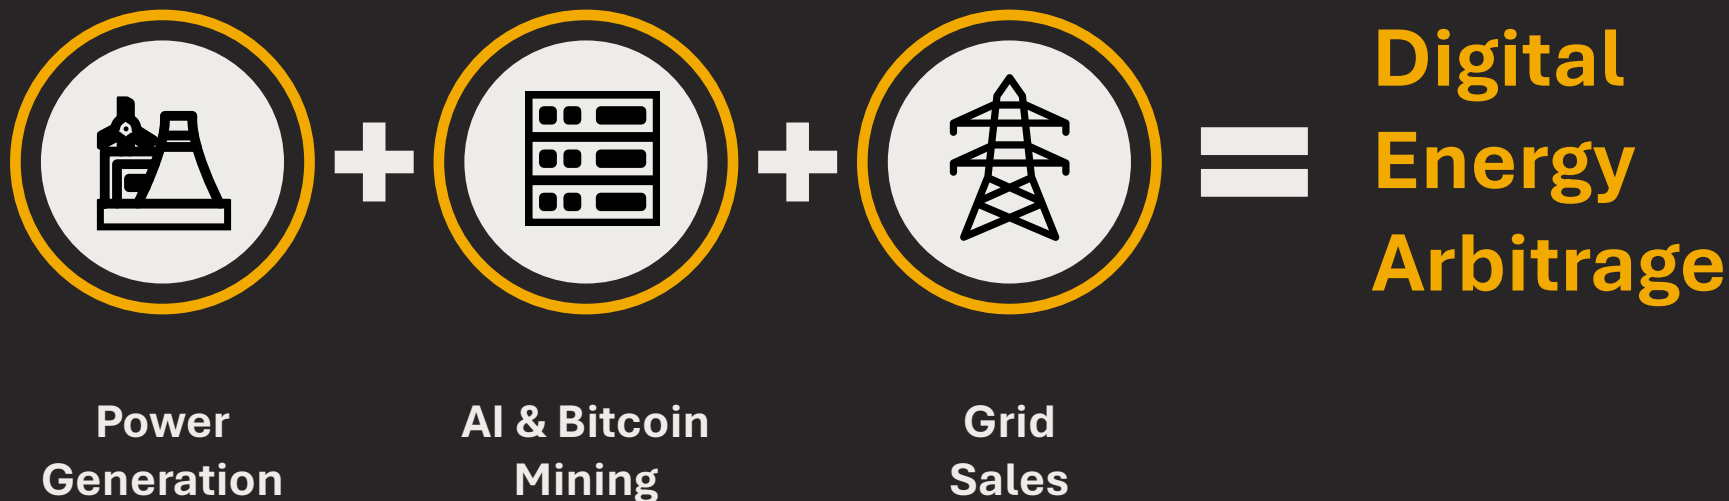 Digital
Energy
Arbitrage
Power
Generation
AI & Bitcoin
Mining
Grid
Sales